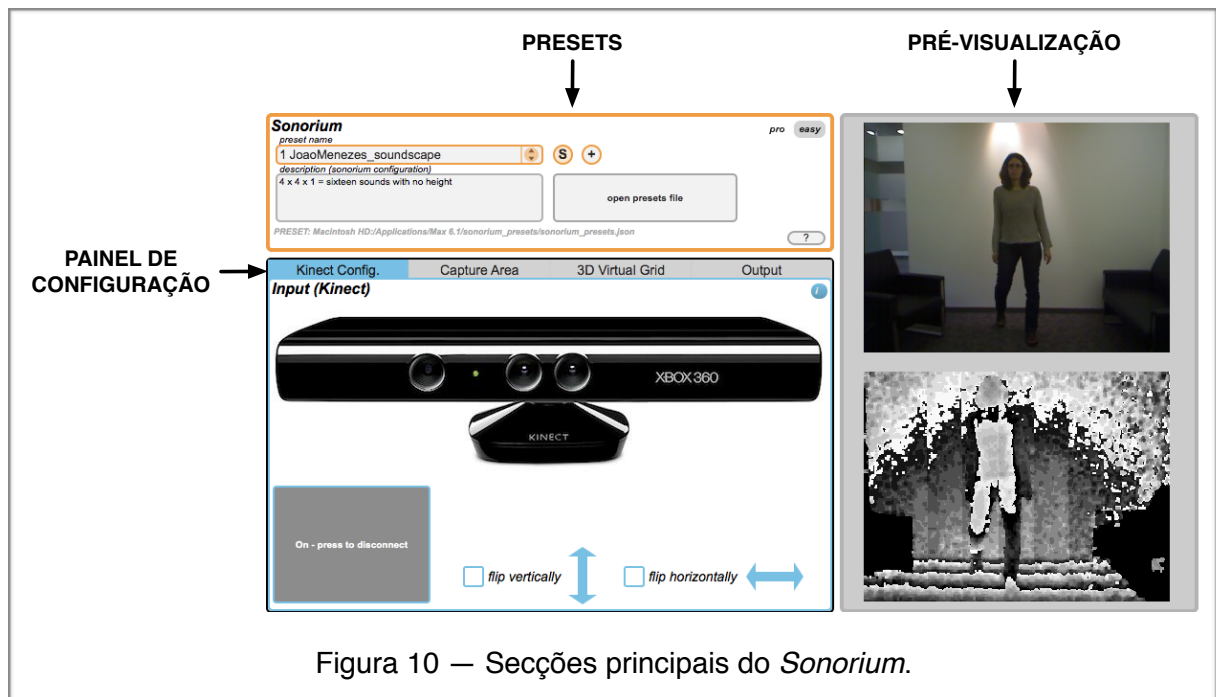 PRESETS
PRÉ-VISUALIZAÇÃO
Sonorium
pro easy
preset name
1 JoaoMenezes_soundscape
S +
description (sonorium configuration)
4 x 4 x 1 = sixteen sounds with no height
open presets file
PRESET: Macintosh HD:/Applications/Max 6.1/sonorium_presets/sonorium_presets.json
?
PAINEL DE
CONFIGURAÇÃO
Kinect Config. Capture Area 3D Virtual Grid Output
Input (Kinect)
i
XBOX 360
KINECT
On - press to disconnect
flip vertically
flip horizontally
Figura 10 — Secções principais do Sonorium.